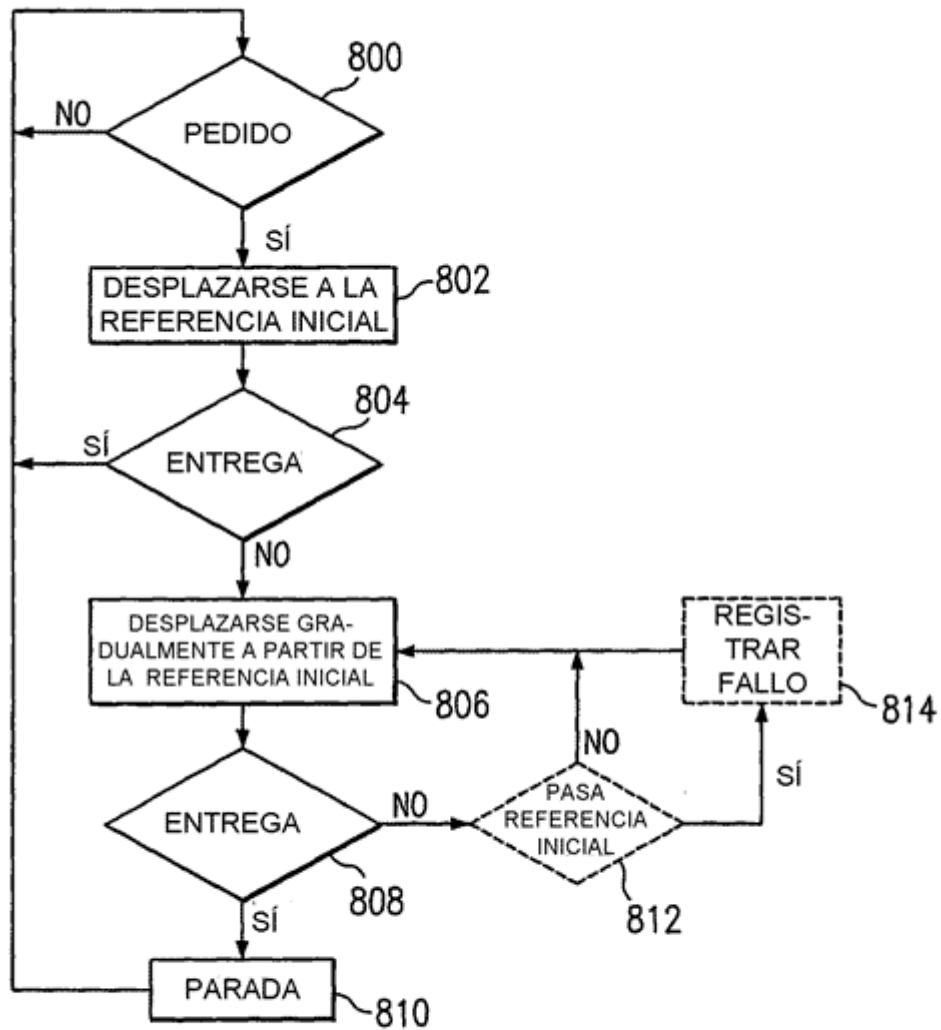 800
NO
PEDIDO
SÍ
DESPLAZARSE A LA
REFERENCIA INICIAL
802
804
SÍ
ENTREGA
NO
DESPLAZARSE GRA-
DUALMENTE A PARTIR DE
LA REFERENCIA INICIAL
806
REGIS-
TRAR
FALLO
814
NO
SÍ
ENTREGA
NO
PASA
REFERENCIA
INICIAL
808
812
SÍ
PARADA
810